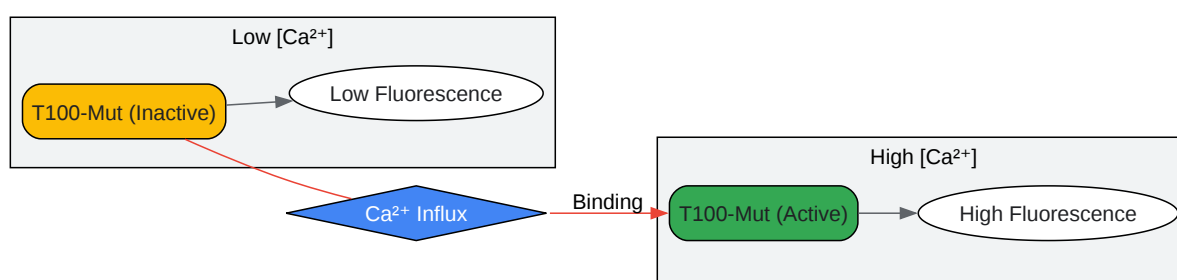 Low [Ca²⁺]
T100-Mut (Inactive)
Low Fluorescence
Ca²⁺ Influx
Binding
High [Ca²⁺]
T100-Mut (Active)
High Fluorescence